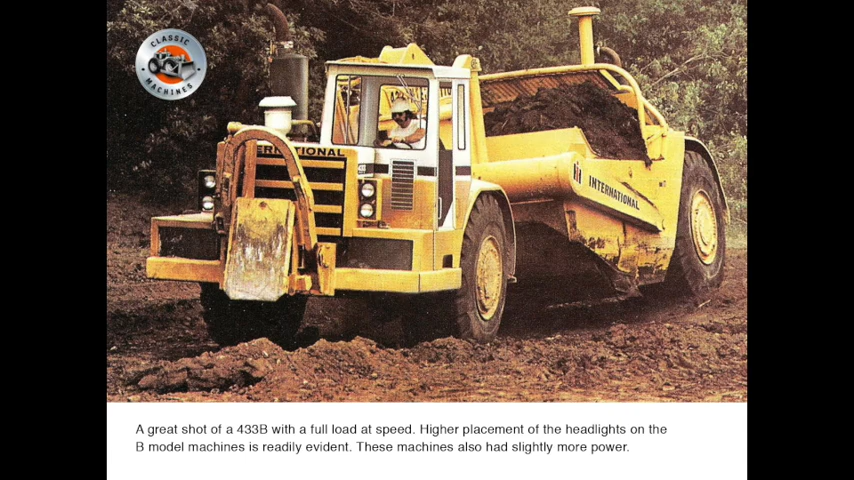 CLASSIC
MACHINES
ERNATIONAL
INTERNATIONAL
A great shot of a 433B with a full load at speed. Higher placement of the headlights on the
B model machines is readily evident. These machines also had slightly more power.